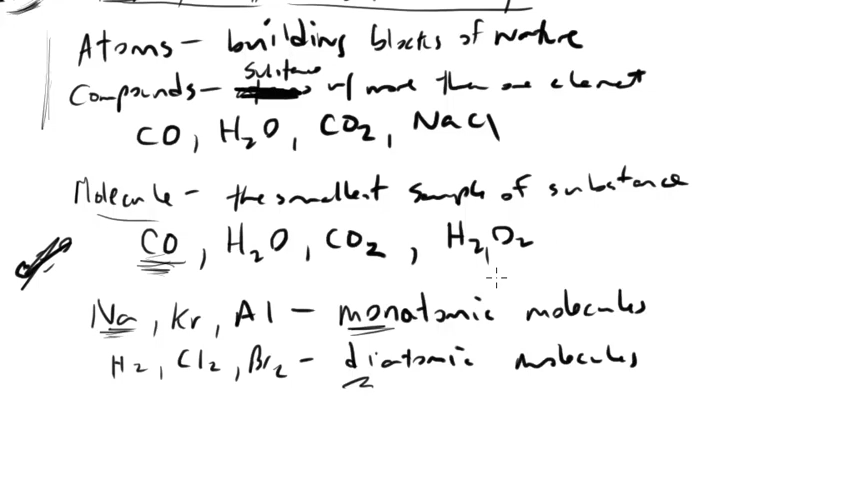 Atoms - building blocks of nature
Compounds - substance w/ more than one element
CO, H2O, CO2, NaCl
Molecule - the smallest sample of substance
CO, H2O, CO2, H2, O2
Na, Kr, Al - monatomic molecules
H2, Cl2, Br2 - diatomic molecules